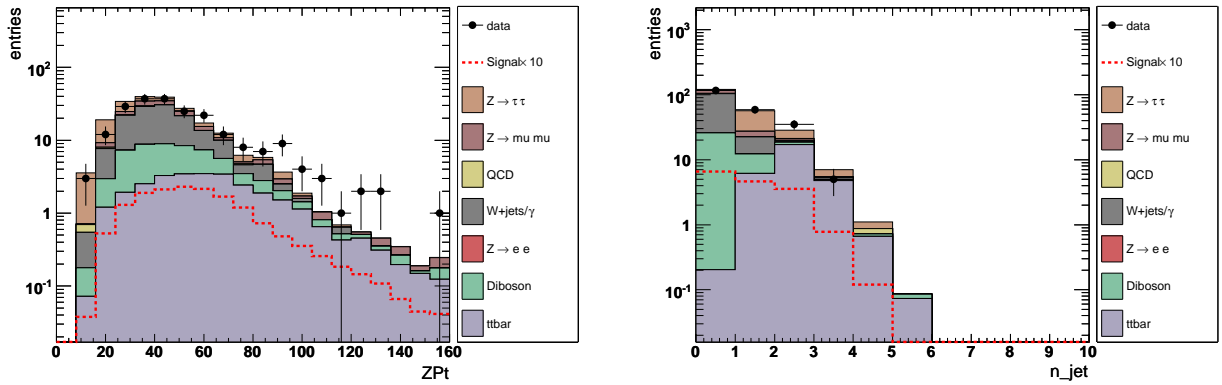 entries
10²
10
1
10⁻¹
0 20 40 60 80 100 120 140 160
ZPt
data
Signal× 10
Z → τ τ
Z → mu mu
QCD
W+jets/γ
Z → e e
Diboson
ttbar
entries
10³
10²
10
1
10⁻¹
0 1 2 3 4 5 6 7 8 9 10
n_jet
data
Signal× 10
Z → τ τ
Z → mu mu
QCD
W+jets/γ
Z → e e
Diboson
ttbar